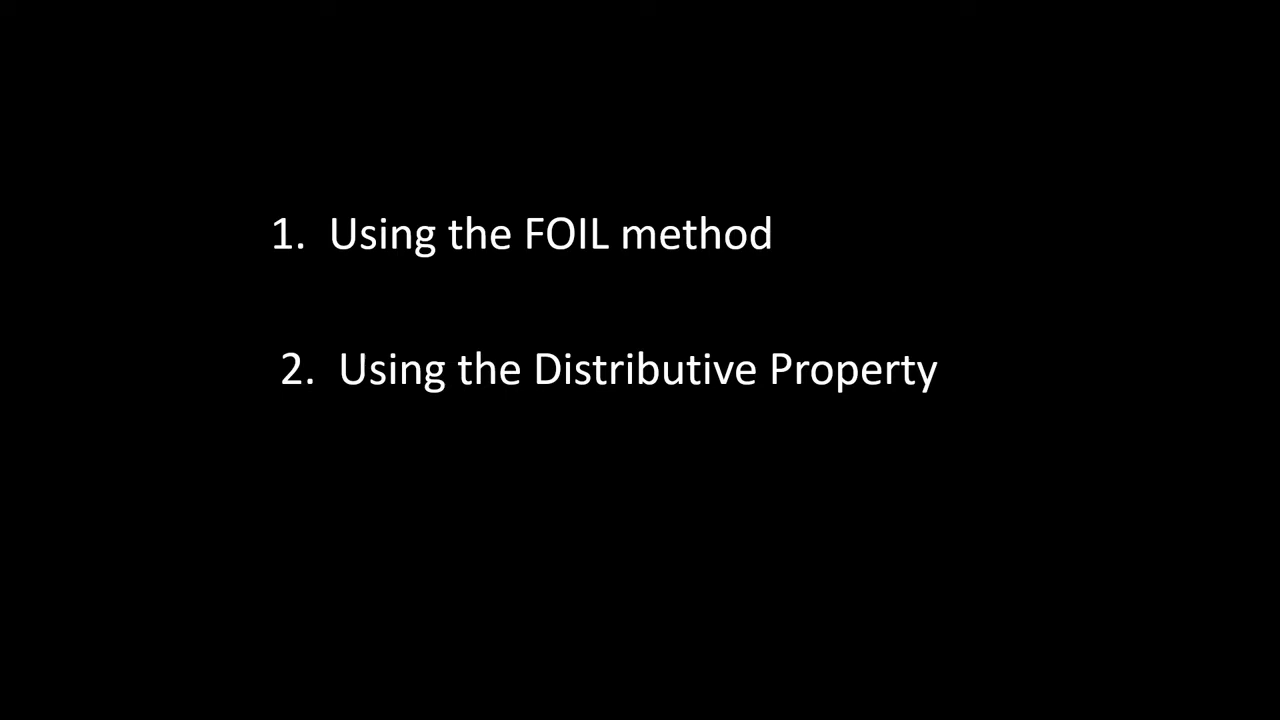 1. Using the FOIL method
2. Using the Distributive Property